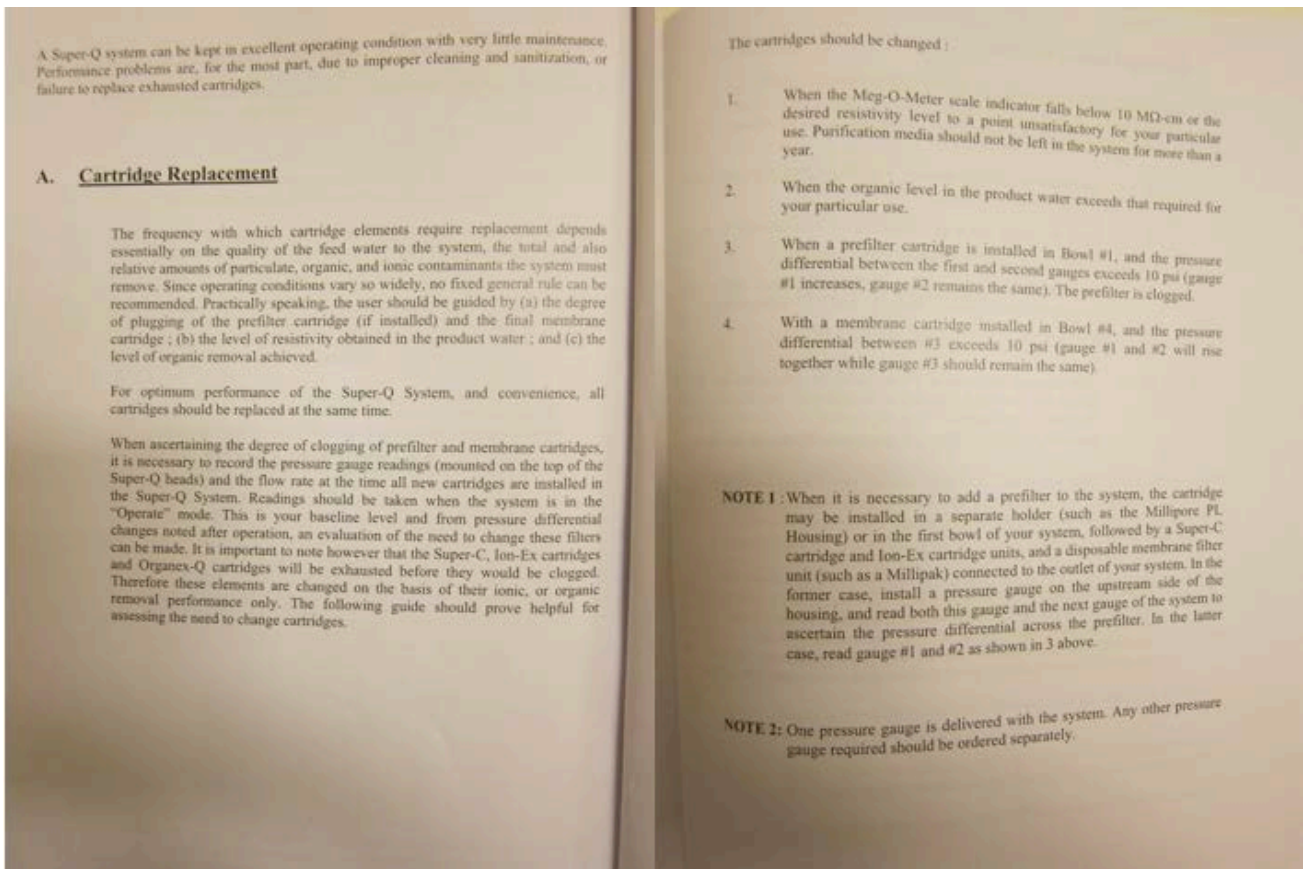 A Super-Q system can be kept in excellent operating condition with very little maintenance.
Performance problems are, for the most part, due to improper cleaning and sanitization, or
failure to replace exhausted cartridges.
A. Cartridge Replacement
The frequency with which cartridge elements require replacement depends
essentially on the quality of the feed water to the system, the total and also
relative amounts of particulate, organic, and ionic contaminants the system must
remove. Since operating conditions vary so widely, no fixed general rule can be
recommended. Practically speaking, the user should be guided by (a) the degree
of plugging of the prefilter cartridge (if installed) and the final membrane
cartridge ; (b) the level of resistivity obtained in the product water ; and (c) the
level of organic removal achieved.
For optimum performance of the Super-Q System, and convenience, all
cartridges should be replaced at the same time.
When ascertaining the degree of clogging of prefilter and membrane cartridges,
it is necessary to record the pressure gauge readings (mounted on the top of the
Super-Q heads) and the flow rate at the time all new cartridges are installed in
the Super-Q System. Readings should be taken when the system is in the
"Operate" mode. This is your baseline level and from pressure differential
changes noted after operation, an evaluation of the need to change these filters
can be made. It is important to note however that the Super-C, Ion-Ex cartridges
and Organex-Q cartridges will be exhausted before they would be clogged.
Therefore these elements are changed on the basis of their ionic, or organic
removal performance only. The following guide should prove helpful for
assessing the need to change cartridges.
The cartridges should be changed :
1. When the Meg-O-Meter scale indicator falls below 10 MΩ-cm or the
desired resistivity level to a point unsatisfactory for your particular
use. Purification media should not be left in the system for more than a
year.
2. When the organic level in the product water exceeds that required for
your particular use.
3. When a prefilter cartridge is installed in Bowl #1, and the pressure
differential between the first and second gauges exceeds 10 psi (gauge
#1 increases, gauge #2 remains the same). The prefilter is clogged.
4. With a membrane cartridge installed in Bowl #4, and the pressure
differential between #3 exceeds 10 psi (gauge #1 and #2 will rise
together while gauge #3 should remain the same).
NOTE 1 : When it is necessary to add a prefilter to the system, the cartridge
may be installed in a separate holder (such as the Millipore PL
Housing) or in the first bowl of your system, followed by a Super-C
cartridge and Ion-Ex cartridge units, and a disposable membrane filter
unit (such as a Millipak) connected to the outlet of your system. In the
former case, install a pressure gauge on the upstream side of the
housing, and read both this gauge and the next gauge of the system to
ascertain the pressure differential across the prefilter. In the latter
case, read gauge #1 and #2 as shown in 3 above.
NOTE 2: One pressure gauge is delivered with the system. Any other pressure
gauge required should be ordered separately.